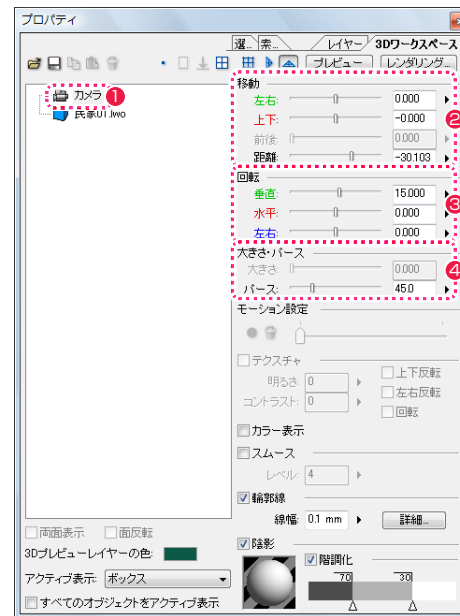 プロパティ
選... 素... レイヤー 3Dワークスペース
プレビュー レンダリング...
カメラ 1
民家01.lwo
移動
左右: 0.000
上下: -0.000 2
前後: 0.000
距離: -30.103
回転
垂直: 15.000
水平: 0.000 3
左右: 0.000
大きさ・パース
大きさ: 0.000 4
パース: 45.0
モーション設定
テクスチャ
明るさ: 0
コントラスト: 0
上下反転
左右反転
回転
カラー表示
スムース
レベル: 4
輪郭線
線幅: 0.1 mm 詳細...
陰影
階調化
70 30
両面表示 面反転
3Dプレビューレイヤーの色:
アクティブ表示: ボックス
すべてのオブジェクトをアクティブ表示